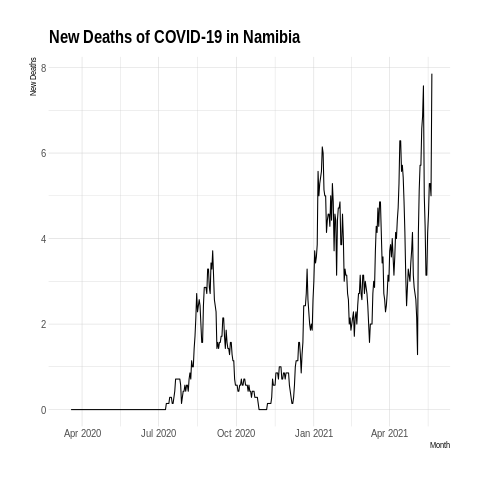 New Deaths of COVID-19 in Namibia
New Deaths
8
6
4
2
0
Apr 2020 Jul 2020 Oct 2020 Jan 2021 Apr 2021
Month